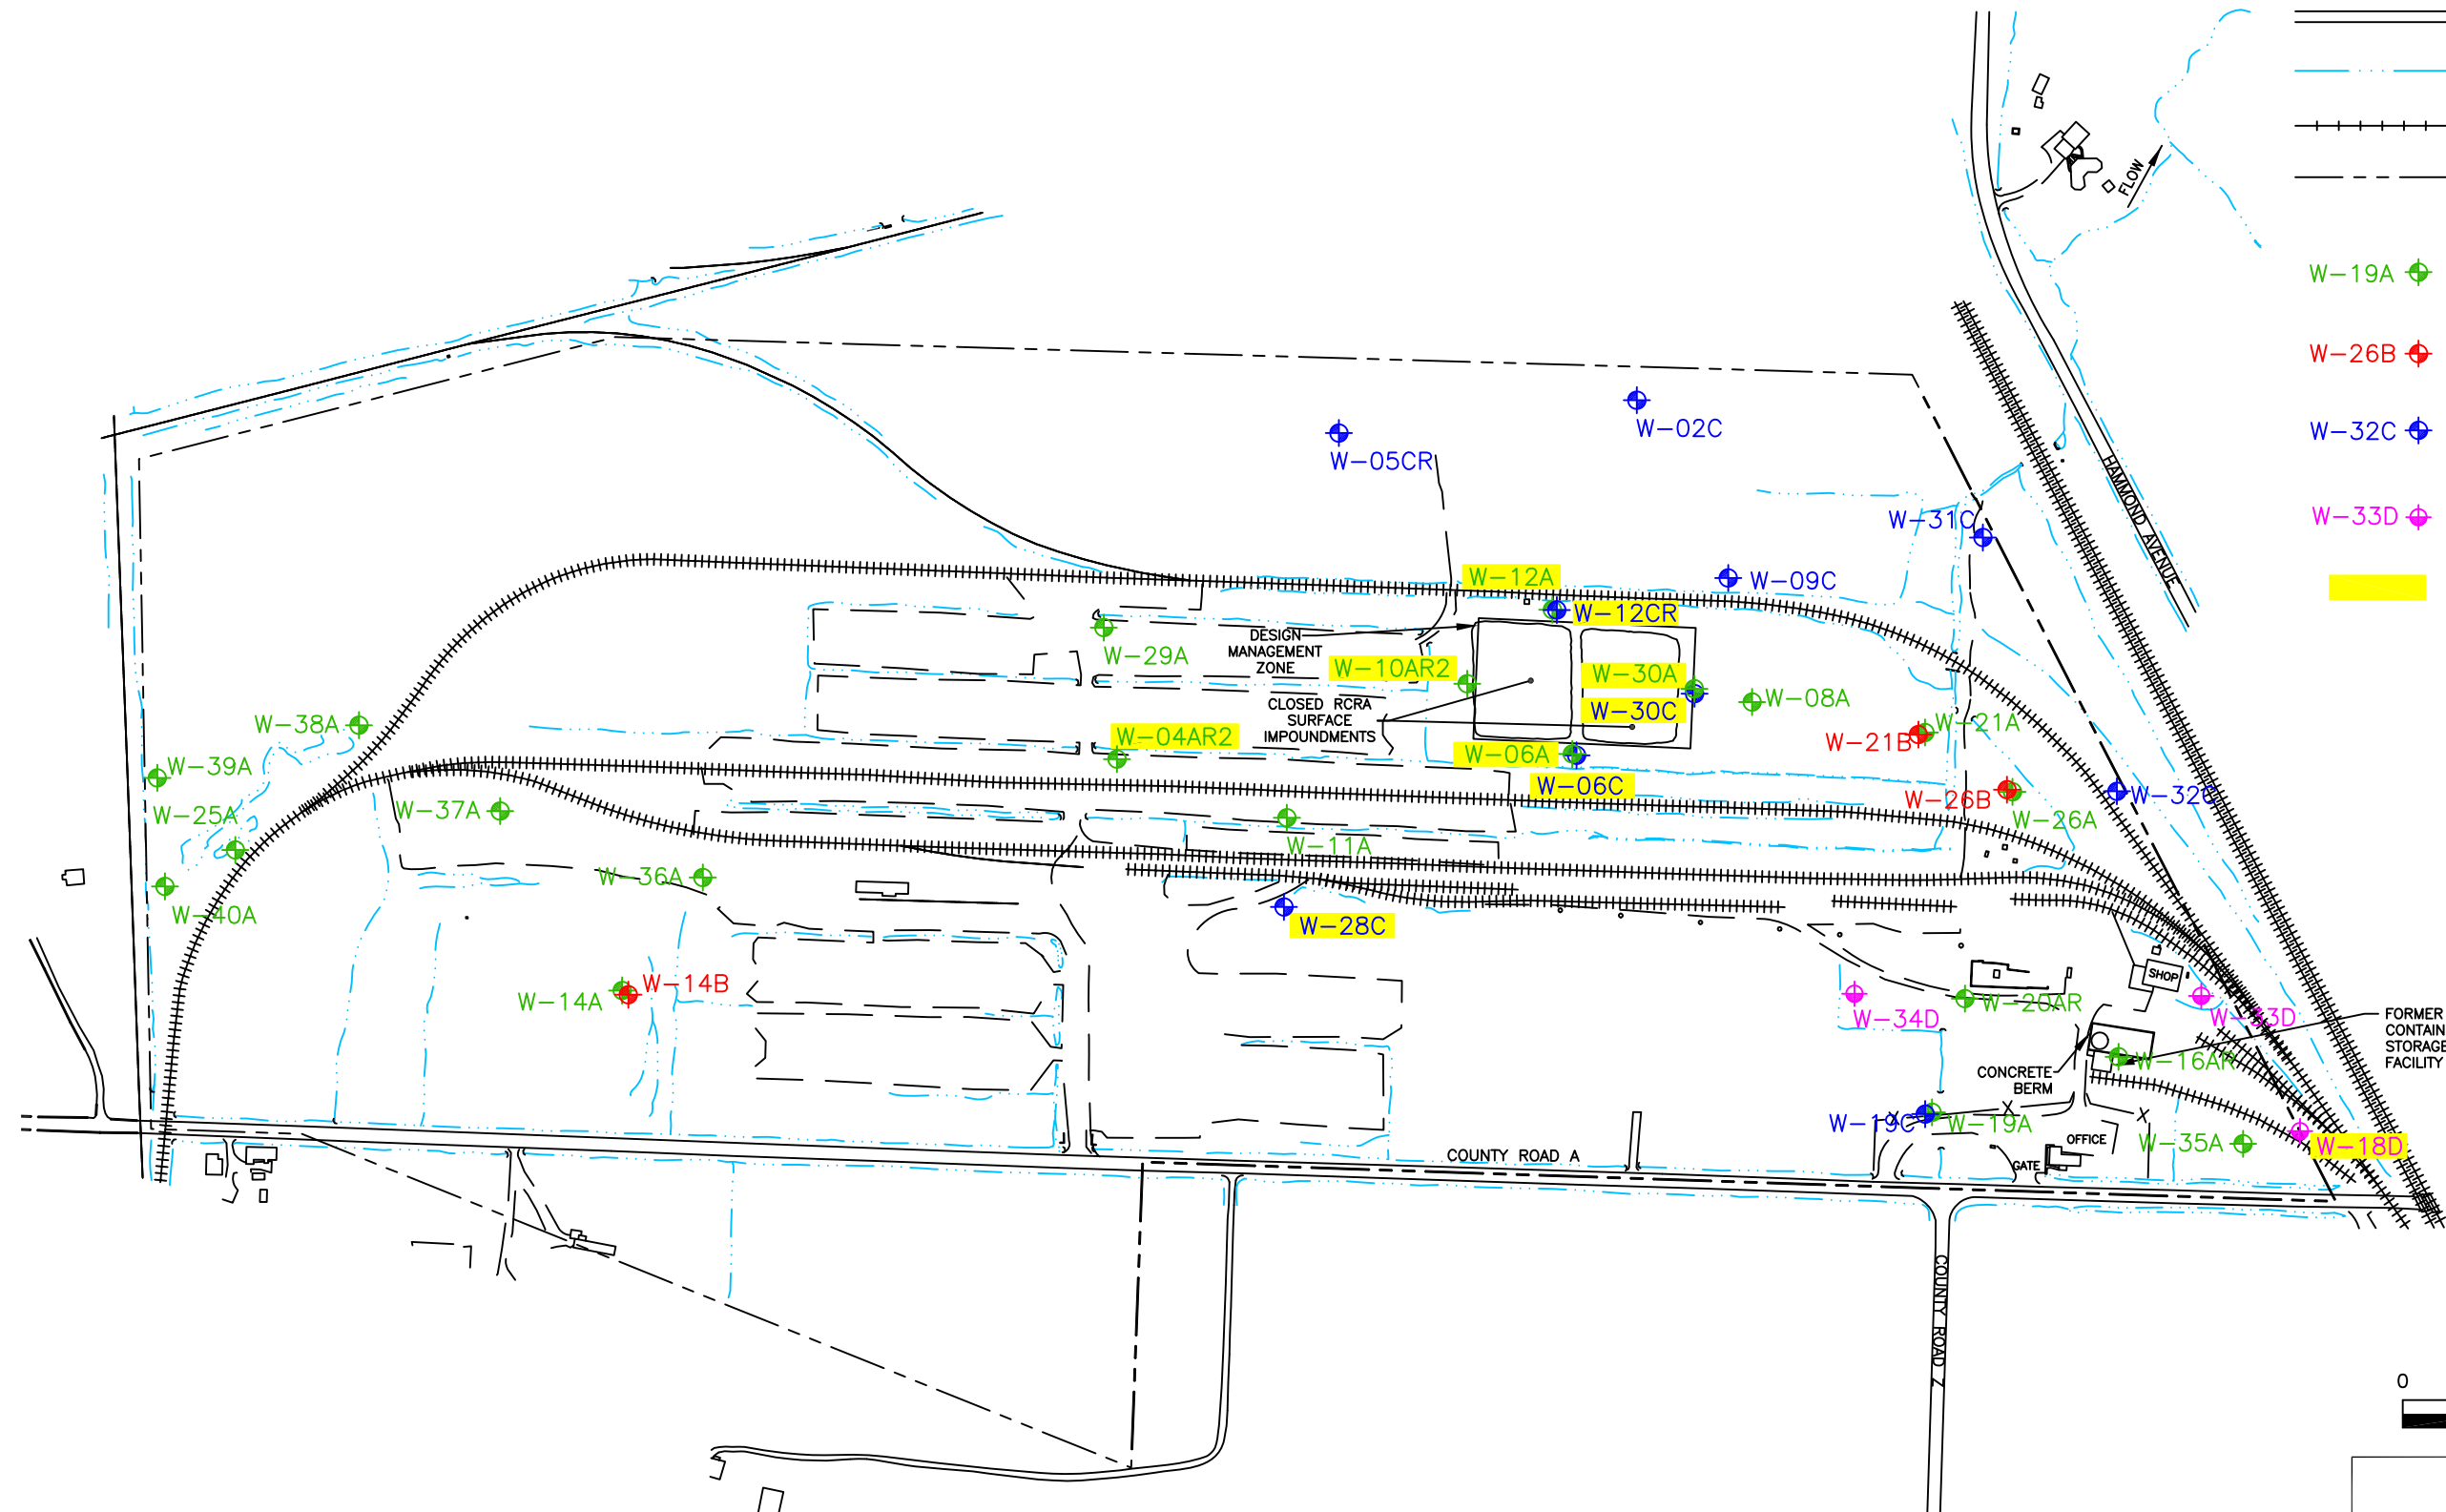 FLOW
W-19A
W-26B
W-02C
W-32C
W-05CR
HAMMOND AVENUE
W-33D
W-31C
W-12A
W-09C
W-12CR
DESIGN
MANAGEMENT
ZONE
W-29A
W-10AR2
W-30A
W-08A
CLOSED RCRA
SURFACE
IMPOUNDMENTS
W-30C
W-38A
W-04AR2
W-21A
W-21B
W-06A
W-39A
W-06C
W-32C
W-26B
W-25A
W-37A
W-26A
W-11A
W-36A
W-40A
W-28C
SHOP
W-14B
W-14A
W-20AR
W-34D
W-33D
FORMER
CONTAIN
STORAGE
FACILITY
W-16AR
CONCRETE
BERM
X
X
X
W-19C
W-19A
OFFICE
W-35A
W-18D
COUNTY ROAD A
GATE
COUNTY ROAD Z
0